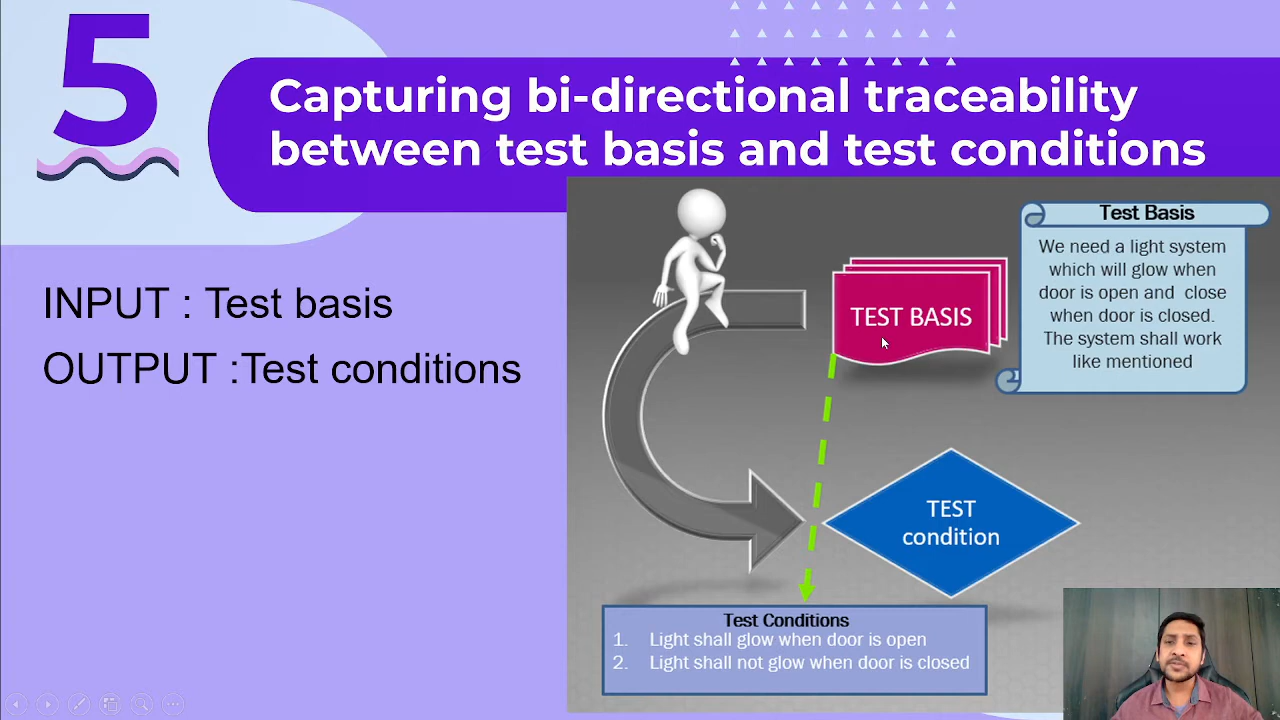 5
Capturing bi-directional traceability
between test basis and test conditions
INPUT : Test basis
OUTPUT :Test conditions
TEST BASIS
Test Basis
We need a light system
which will glow when
door is open and close
when door is closed.
The system shall work
like mentioned
TEST
condition
Test Conditions
1. Light shall glow when door is open
2. Light shall not glow when door is closed